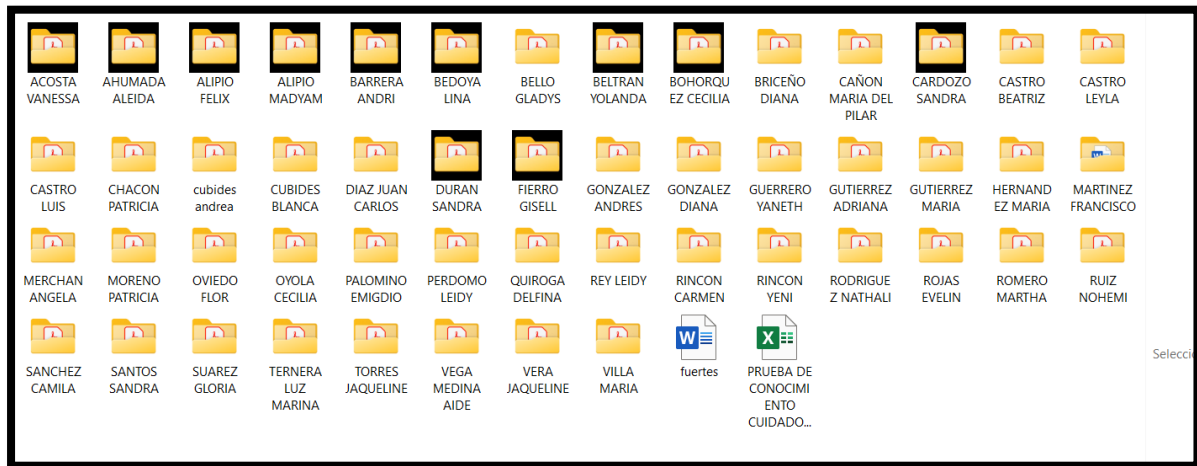 ACOSTA VANESSA
AHUMADA ALEIDA
ALIPIO FELIX
ALIPIO MADYAM
BARRERA ANDRI
BEDOYA LINA
BELLO GLADYS
BELTRAN YOLANDA
BOHORQU EZ CECILIA
BRICEÑO DIANA
CAÑON MARIA DEL PILAR
CARDOZO SANDRA
CASTRO BEATRIZ
CASTRO LEYLA
CASTRO LUIS
CHACON PATRICIA
cubides andrea
CUBIDES BLANCA
DIAZ JUAN CARLOS
DURAN SANDRA
FIERRO GISELL
GONZALEZ ANDRES
GONZALEZ DIANA
GUERRERO YANETH
GUTIERREZ ADRIANA
GUTIERREZ MARIA
HERNAND EZ MARIA
MARTINEZ FRANCISCO
MERCHAN ANGELA
MORENO PATRICIA
OVIEDO FLOR
OYOLA CECILIA
PALOMINO EMIGDIO
PERDOMO LEIDY
QUIROGA DELFINA
REY LEIDY
RINCON CARMEN
RINCON YENI
RODRIGUE Z NATHALI
ROJAS EVELIN
ROMERO MARTHA
RUIZ NOHEMI
SANCHEZ CAMILA
SANTOS SANDRA
SUAREZ GLORIA
TERNERA LUZ MARINA
TORRES JAQUELINE
VEGA MEDINA AIDE
VERA JAQUELINE
VILLA MARIA
fuertes
PRUEBA DE CONOCIMI ENTO CUIDADO...
Selecci